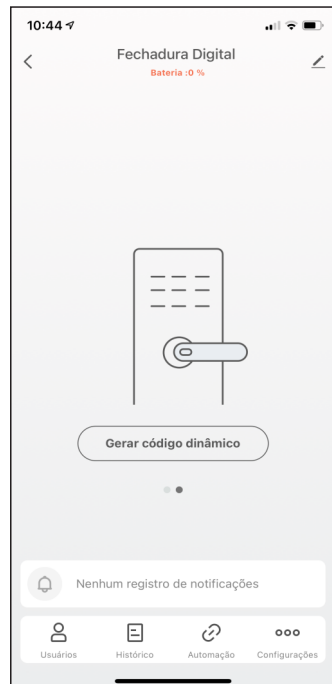 10:44
Fechadura Digital
Bateria :0 %
Gerar código dinâmico
Nenhum registro de notificações
Usuários Histórico Automação Configurações